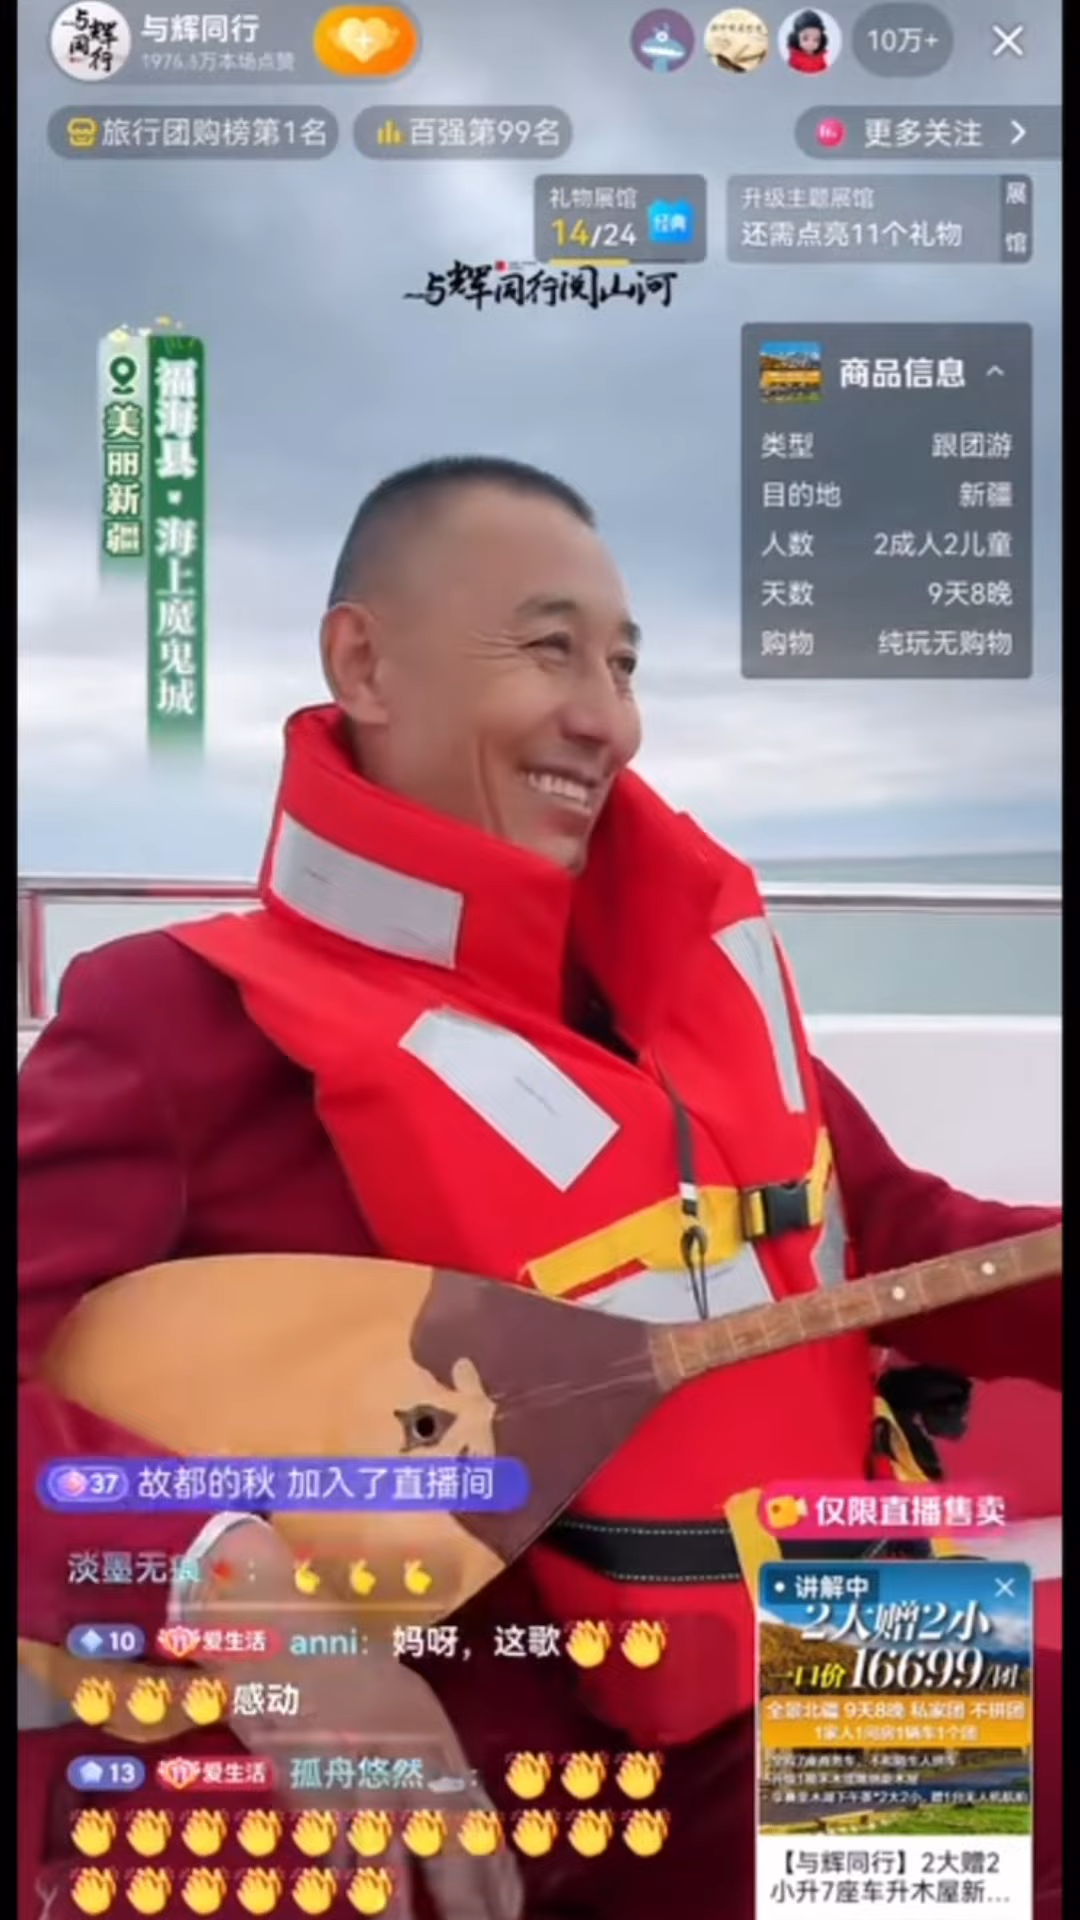 与辉同行
与辉同行
1976.6万本场点赞
10万+
旅行团购榜第1名
百强第99名
更多关注
礼物展馆
14/24
经典
升级主题展馆
还需点亮11个礼物
展馆
与辉同行阅山河
美丽新疆
福海县·海上魔鬼城
商品信息
类型 跟团游
目的地 新疆
人数 2成人2儿童
天数 9天8晚
购物 纯玩无购物
37 故都的秋 加入了直播间
淡墨无痕 :
10 爱生活 anni: 妈呀，这歌
感动
13 爱生活 孤舟悠然... :
仅限直播售卖
讲解中
2大赠2小
一口价16699/团
全景北疆 9天8晚 私家团 不拼团
1家人1间房1辆车1个团
【与辉同行】2大赠2
小升7座车升木屋新...